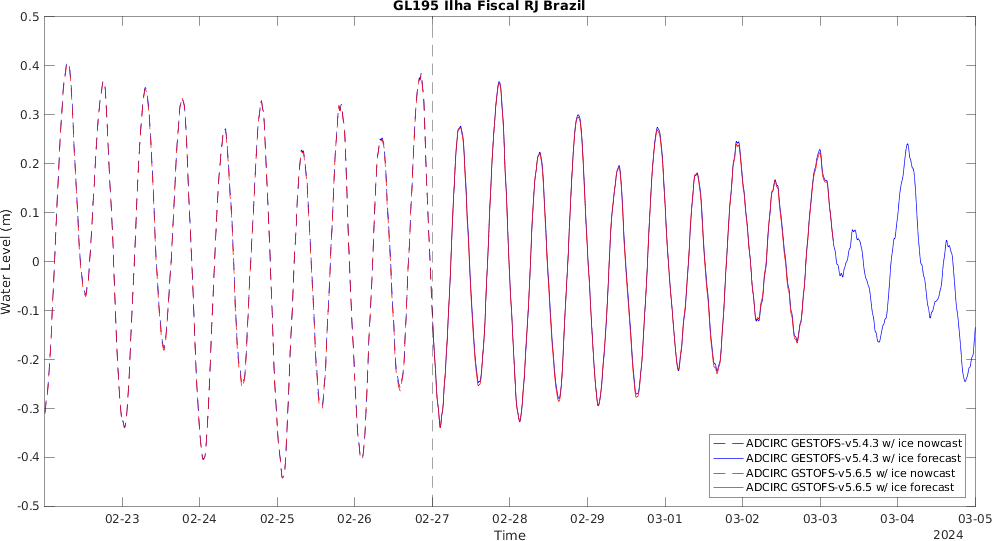 GL195 Ilha Fiscal RJ Brazil
0.5
0.4
0.3
0.2
0.1
0
-0.1
-0.2
-0.3
-0.4
-0.5
Water Level (m)
ADCIRC GESTOFS-v5.4.3 w/ ice nowcast
ADCIRC GESTOFS-v5.4.3 w/ ice forecast
ADCIRC GSTOFS-v5.6.5 w/ ice nowcast
ADCIRC GSTOFS-v5.6.5 w/ ice forecast
02-23 02-24 02-25 02-26 02-27 02-28 02-29 03-01 03-02 03-03 03-04 03-05
Time
2024